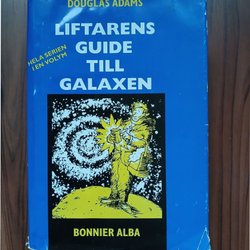 DOUGLAS ADAMS
LIFTARENS
GUIDE
TILL
GALAXEN
HELA SERIEN
I EN VOLYM
BONNIER ALBA